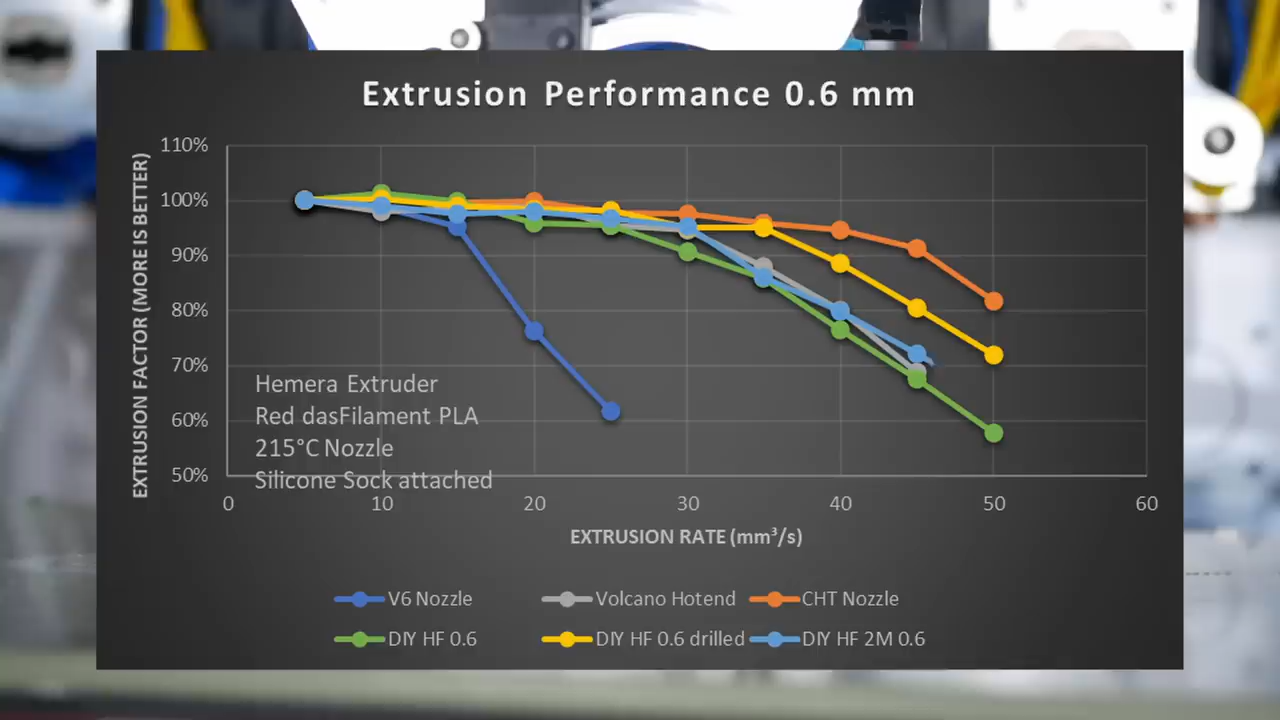 Extrusion Performance 0.6 mm
EXTRUSION FACTOR (MORE IS BETTER)
110%
100%
90%
80%
70%
60%
50%
Hemera Extruder
Red dasFilament PLA
215°C Nozzle
Silicone Sock attached
0 10 20 30 40 50 60
EXTRUSION RATE (mm³/s)
V6 Nozzle Volcano Hotend CHT Nozzle
DIY HF 0.6 DIY HF 0.6 drilled DIY HF 2M 0.6